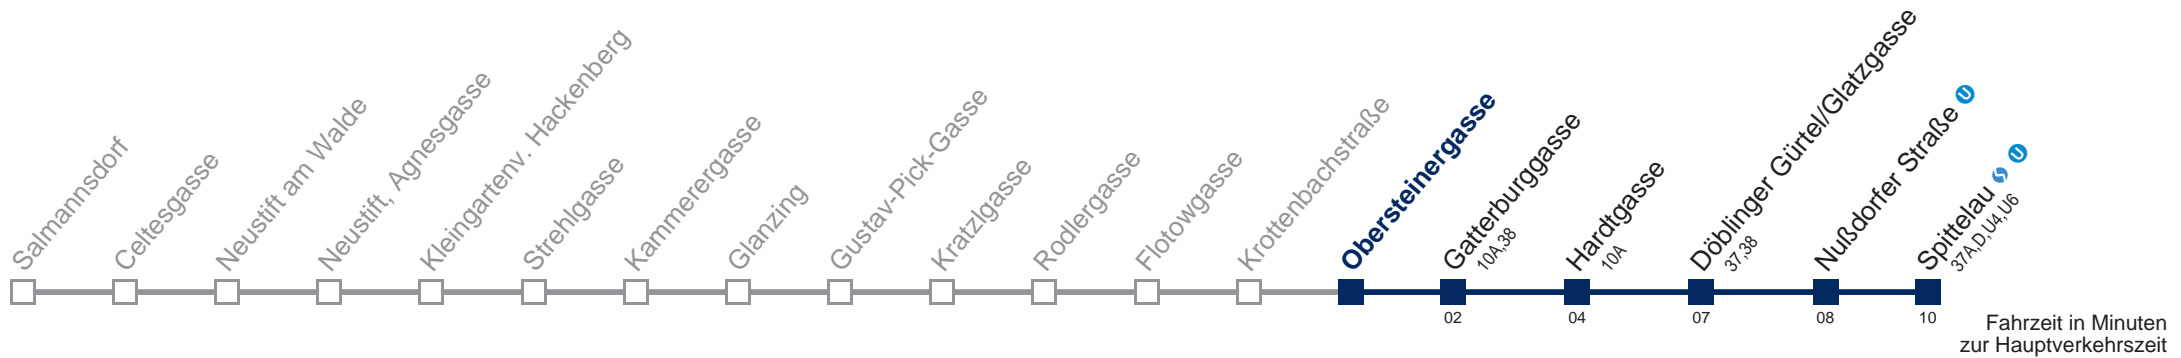 Salmannsdorf
Celtesgasse
Neustift am Walde
Neustift, Agnesgasse
Kleingartenv. Hackenberg
Strehlgasse
Kammerergasse
Glanzing
Gustav-Pick-Gasse
Kratzlgasse
Rodlergasse
Flotowgasse
Krottenbachstraße
Obersteinergasse
Gatterburggasse
10A,38
Hardtgasse
10A
Döblinger Gürtel/Glatzgasse
37,38
Nußdorfer Straße U
Spittelau S U
37A,D,U4,U6
02
04
07
08
10
Fahrzeit in Minuten
zur Hauptverkehrszeit